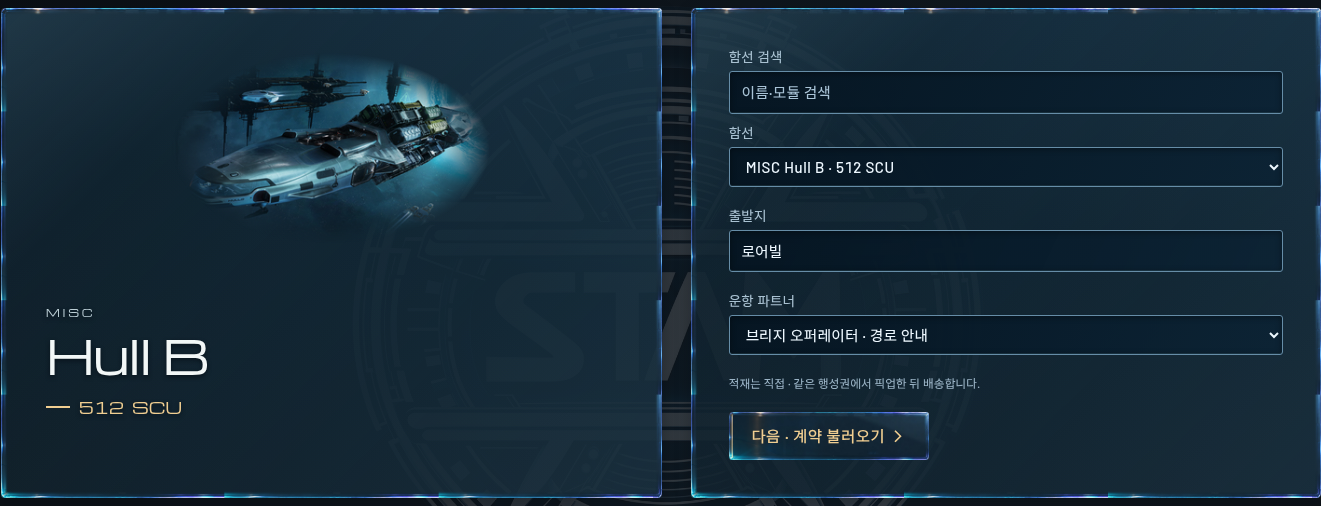 MISC
Hull B
512 SCU
함선 검색
이름·모듈 검색
함선
MISC Hull B · 512 SCU
출발지
로어빌
운항 파트너
브리지 오퍼레이터 · 경로 안내
적재는 직접 · 같은 행성권에서 픽업한 뒤 배송합니다.
다음 · 계약 불러오기